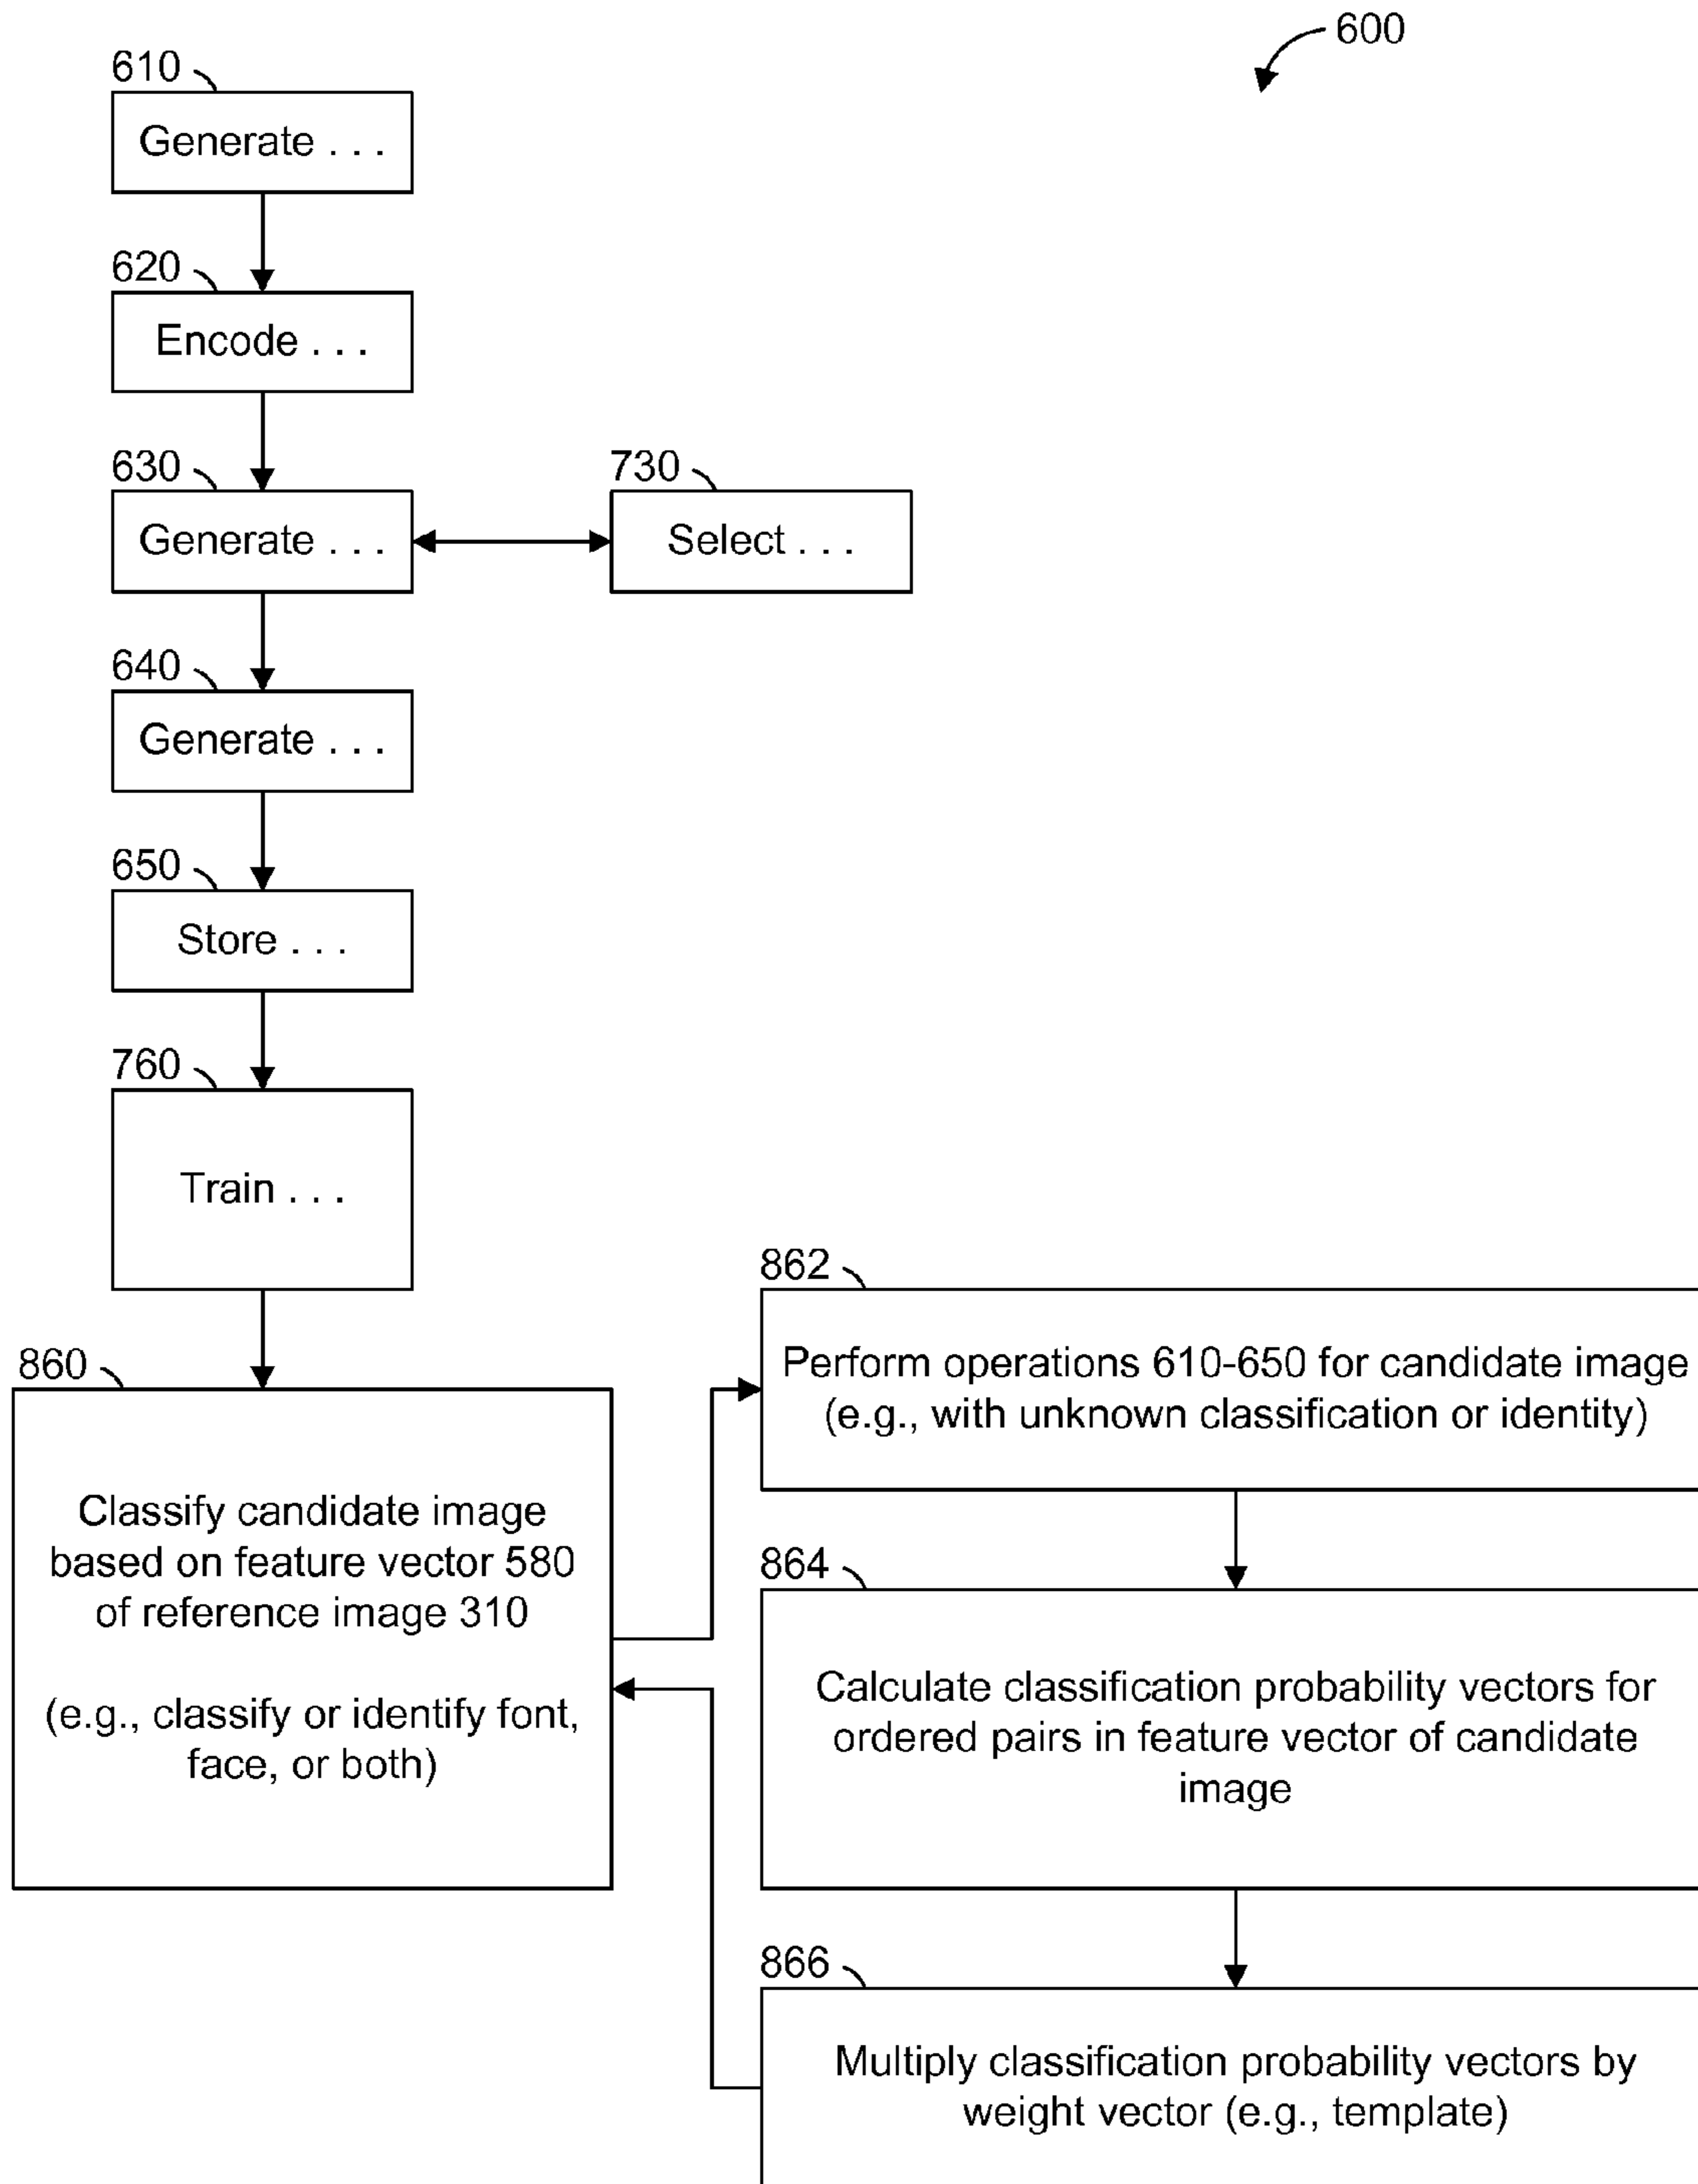 600
610
Generate . . .
620
Encode . . .
630
Generate . . .
730
Select . . .
640
Generate . . .
650
Store . . .
760
Train . . .
860
Classify candidate image
based on feature vector 580
of reference image 310
(e.g., classify or identify font,
face, or both)
862
Perform operations 610-650 for candidate image
(e.g., with unknown classification or identity)
864
Calculate classification probability vectors for
ordered pairs in feature vector of candidate
image
866
Multiply classification probability vectors by
weight vector (e.g., template)